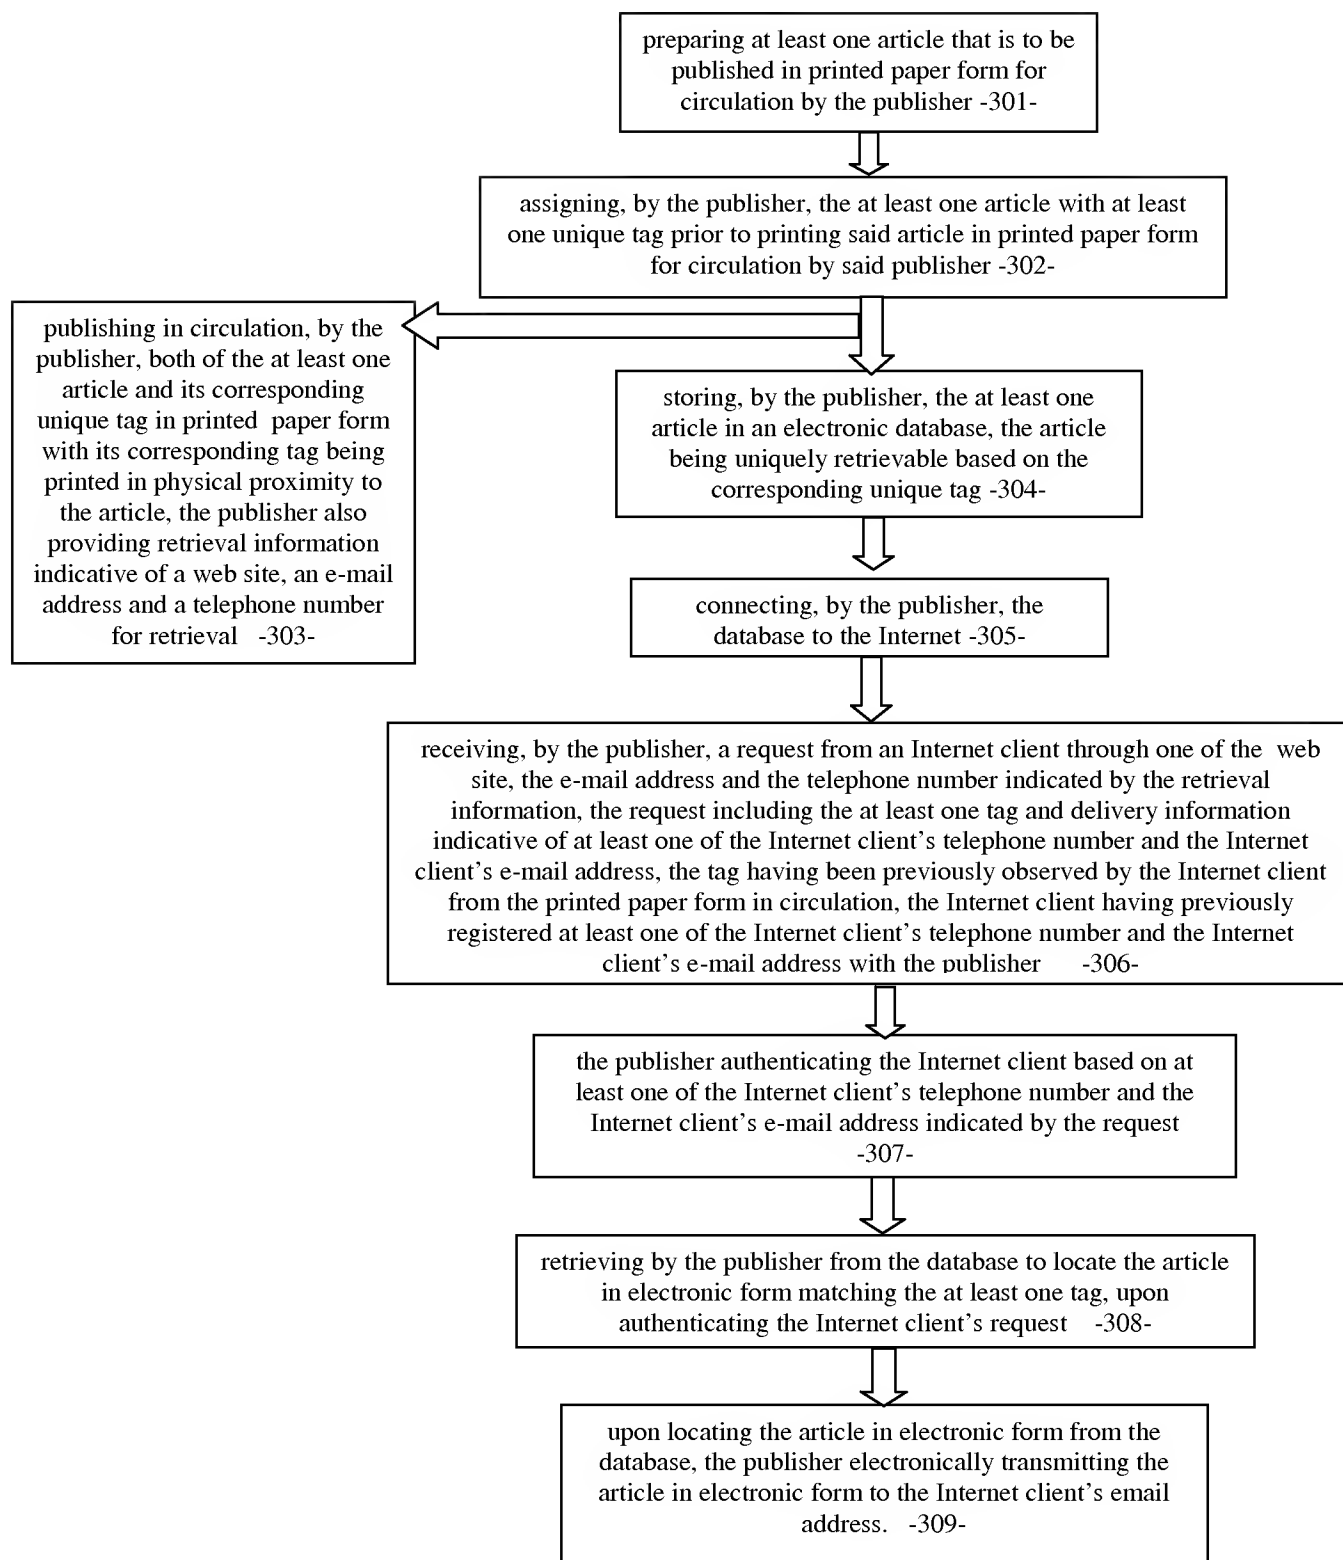 preparing at least one article that is to be
published in printed paper form for
circulation by the publisher -301-
assigning, by the publisher, the at least one article with at least
one unique tag prior to printing said article in printed paper form
for circulation by said publisher -302-
publishing in circulation, by the
publisher, both of the at least one
article and its corresponding
unique tag in printed paper form
with its corresponding tag being
printed in physical proximity to
the article, the publisher also
providing retrieval information
indicative of a web site, an e-mail
address and a telephone number
for retrieval -303-
storing, by the publisher, the at least one
article in an electronic database, the article
being uniquely retrievable based on the
corresponding unique tag -304-
connecting, by the publisher, the
database to the Internet -305-
receiving, by the publisher, a request from an Internet client through one of the web
site, the e-mail address and the telephone number indicated by the retrieval
information, the request including the at least one tag and delivery information
indicative of at least one of the Internet client’s telephone number and the Internet
client’s e-mail address, the tag having been previously observed by the Internet client
from the printed paper form in circulation, the Internet client having previously
registered at least one of the Internet client’s telephone number and the Internet
client’s e-mail address with the publisher -306-
the publisher authenticating the Internet client based on at
least one of the Internet client’s telephone number and the
Internet client’s e-mail address indicated by the request
-307-
retrieving by the publisher from the database to locate the article
in electronic form matching the at least one tag, upon
authenticating the Internet client’s request -308-
upon locating the article in electronic form from the
database, the publisher electronically transmitting the
article in electronic form to the Internet client’s email
address. -309-